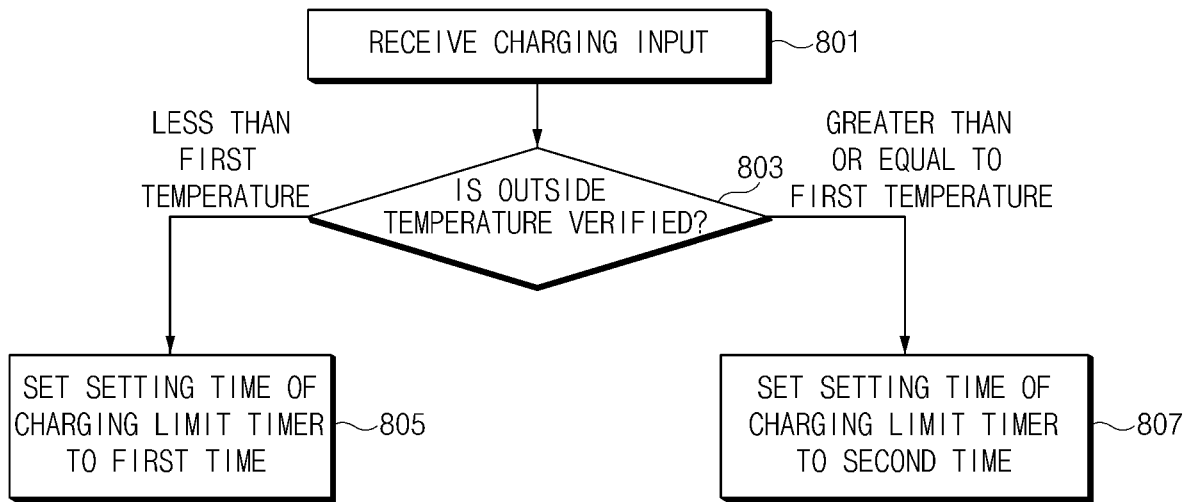 RECEIVE CHARGING INPUT
801
LESS THAN
FIRST
TEMPERATURE
GREATER THAN
OR EQUAL TO
FIRST TEMPERATURE
803
IS OUTSIDE
TEMPERATURE VERIFIED?
SET SETTING TIME OF
CHARGING LIMIT TIMER
TO FIRST TIME
805
SET SETTING TIME OF
CHARGING LIMIT TIMER
TO SECOND TIME
807